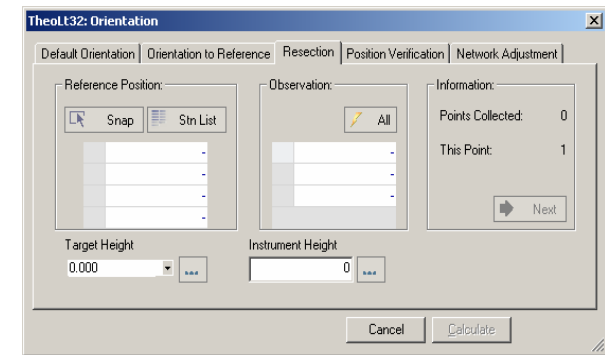 TheoLt32: Orientation
Default Orientation Orientation to Reference Resection Position Verification Network Adjustment
Reference Position: Observation: Information:
Snap Stn List All Points Collected: 0
- - This Point: 1
- -
- -
- Next
Target Height Instrument Height
0.000 ... 0 ...
Cancel Calculate